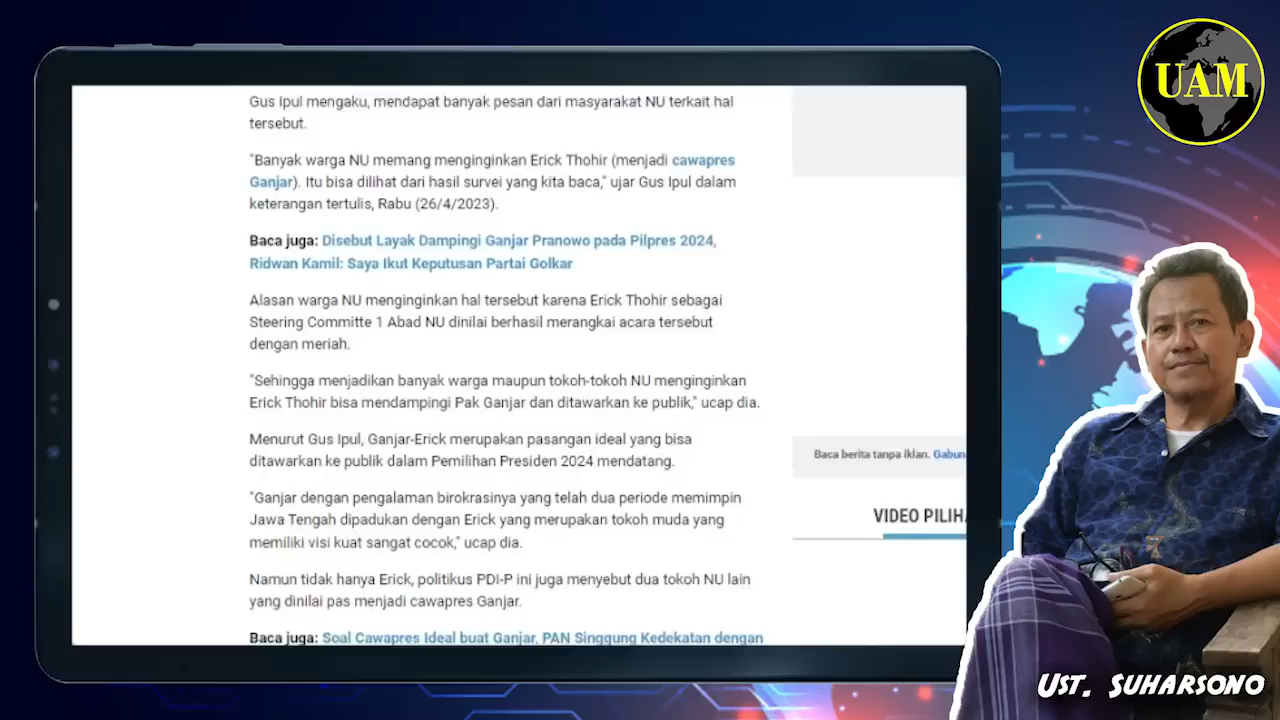 UAM
Gus Ipul mengaku, mendapat banyak pesan dari masyarakat NU terkait hal
tersebut.
"Banyak warga NU memang menginginkan Erick Thohir (menjadi cawapres
Ganjar). Itu bisa dilihat dari hasil survei yang kita baca," ujar Gus Ipul dalam
keterangan tertulis, Rabu (26/4/2023).
Baca juga: Disebut Layak Dampingi Ganjar Pranowo pada Pilpres 2024,
Ridwan Kamil: Saya Ikut Keputusan Partai Golkar
Alasan warga NU menginginkan hal tersebut karena Erick Thohir sebagai
Steering Committe 1 Abad NU dinilai berhasil merangkai acara tersebut
dengan meriah.
"Sehingga menjadikan banyak warga maupun tokoh-tokoh NU menginginkan
Erick Thohir bisa mendampingi Pak Ganjar dan ditawarkan ke publik," ucap dia.
Menurut Gus Ipul, Ganjar-Erick merupakan pasangan ideal yang bisa
ditawarkan ke publik dalam Pemilihan Presiden 2024 mendatang.
"Ganjar dengan pengalaman birokrasinya yang telah dua periode memimpin
Jawa Tengah dipadukan dengan Erick yang merupakan tokoh muda yang
memiliki visi kuat sangat cocok," ucap dia.
Namun tidak hanya Erick, politikus PDI-P ini juga menyebut dua tokoh NU lain
yang dinilai pas menjadi cawapres Ganjar.
Baca juga: Soal Cawapres Ideal buat Ganjar, PAN Singgung Kedekatan dengan
Baca berita tanpa iklan. Gabun
VIDEO PILIHA
UST. SUHARSONO